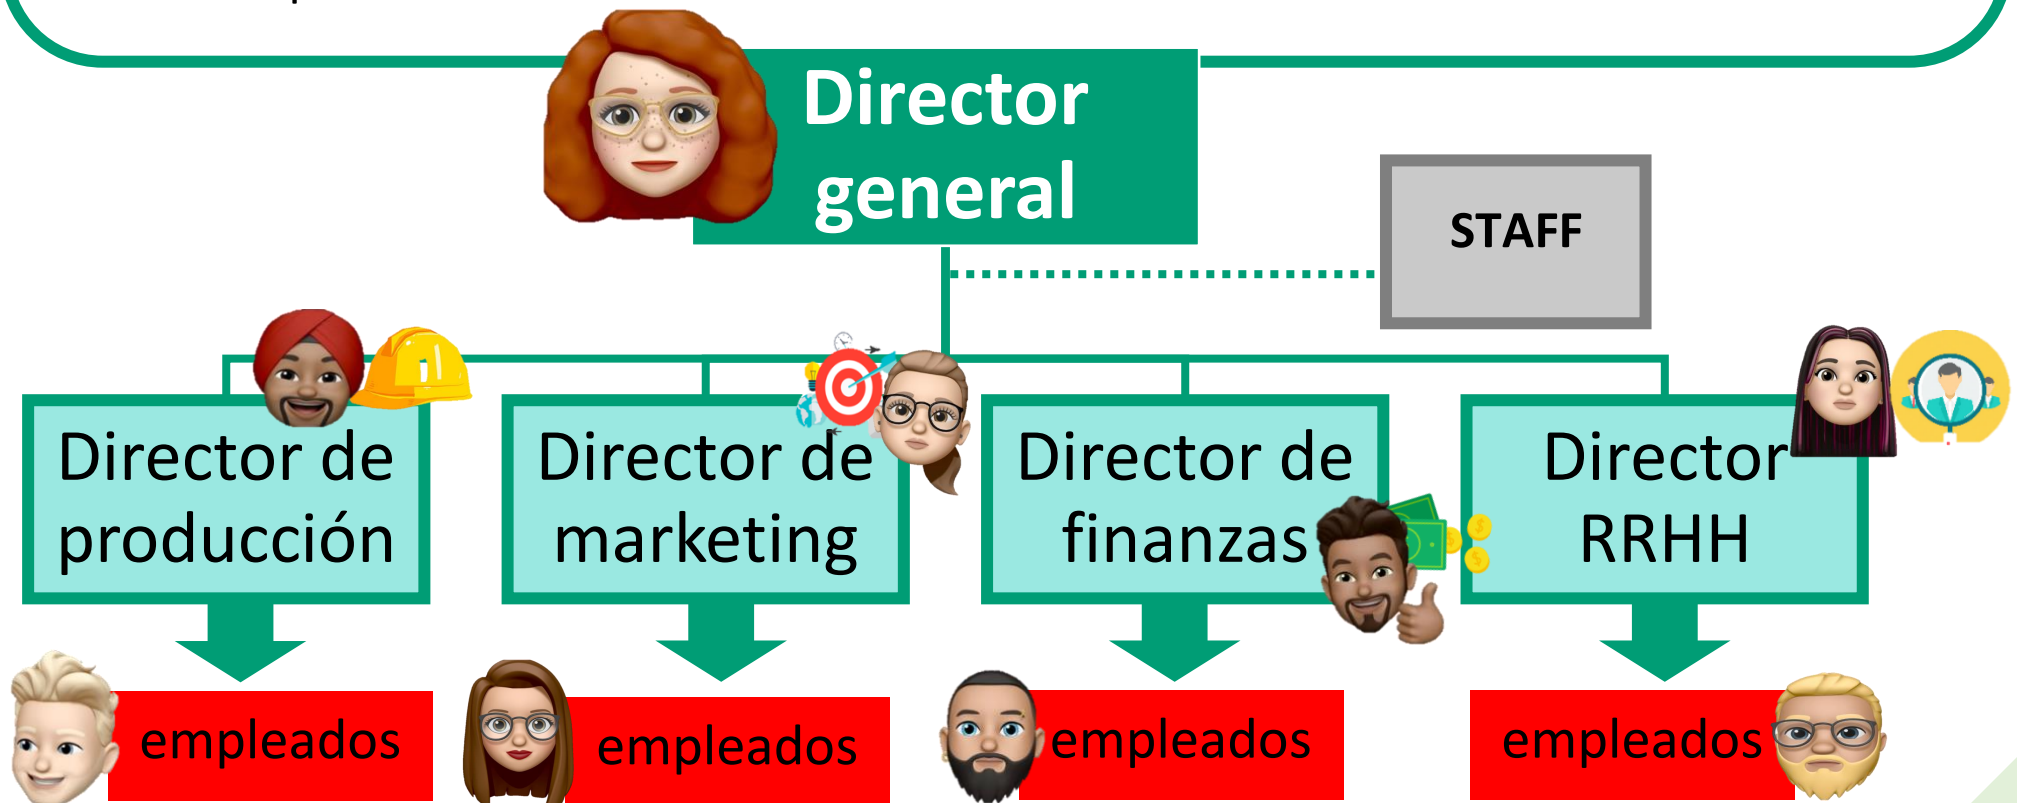 Director
general
STAFF
Director de
producción
Director de
marketing
Director de
finanzas
Director
RRHH
empleados
empleados
empleados
empleados